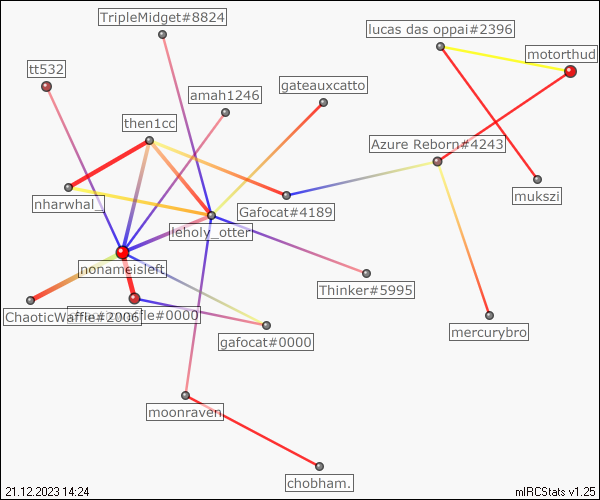 TripleMidget#8824
lucas das oppai#2396
motorthud
tt532
gateauxcatto
amah1246
then1cc
Azure Reborn#4243
mukszi
nharwhal_
Gafocat#4189
leholy_otter
nonameisleft
Thinker#5995
ChaoticWaffle#2006
#0000
mercurybro
gafocat#0000
moonraven
chobham.
21.12.2023 14:24
mIRCStats v1.25